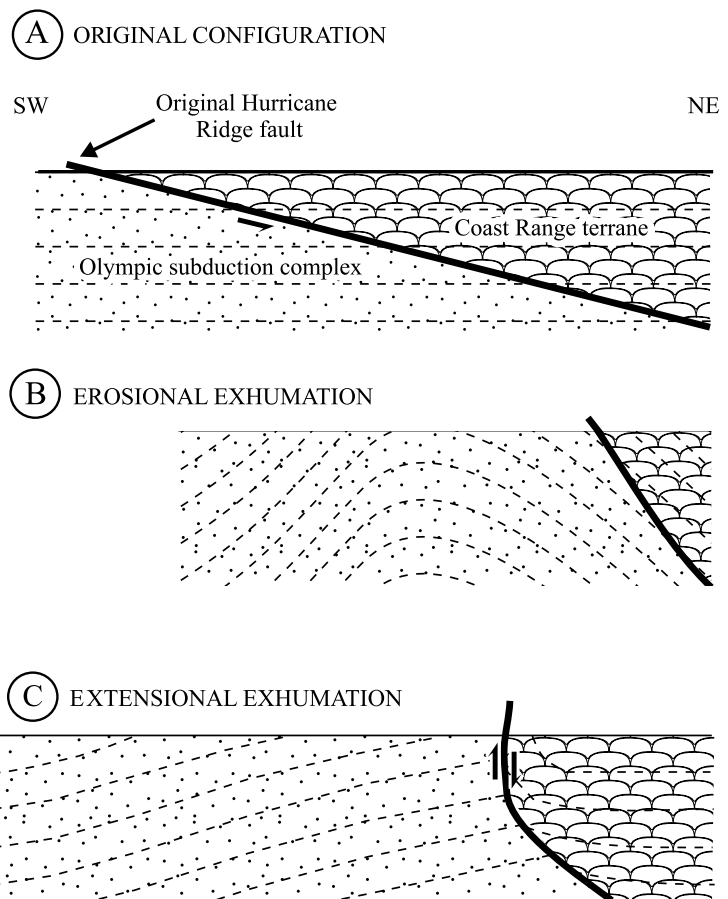 A ORIGINAL CONFIGURATION
SW
Original Hurricane
Ridge fault
NE
Coast Range terrane
Olympic subduction complex
B EROSIONAL EXHUMATION
C EXTENSIONAL EXHUMATION